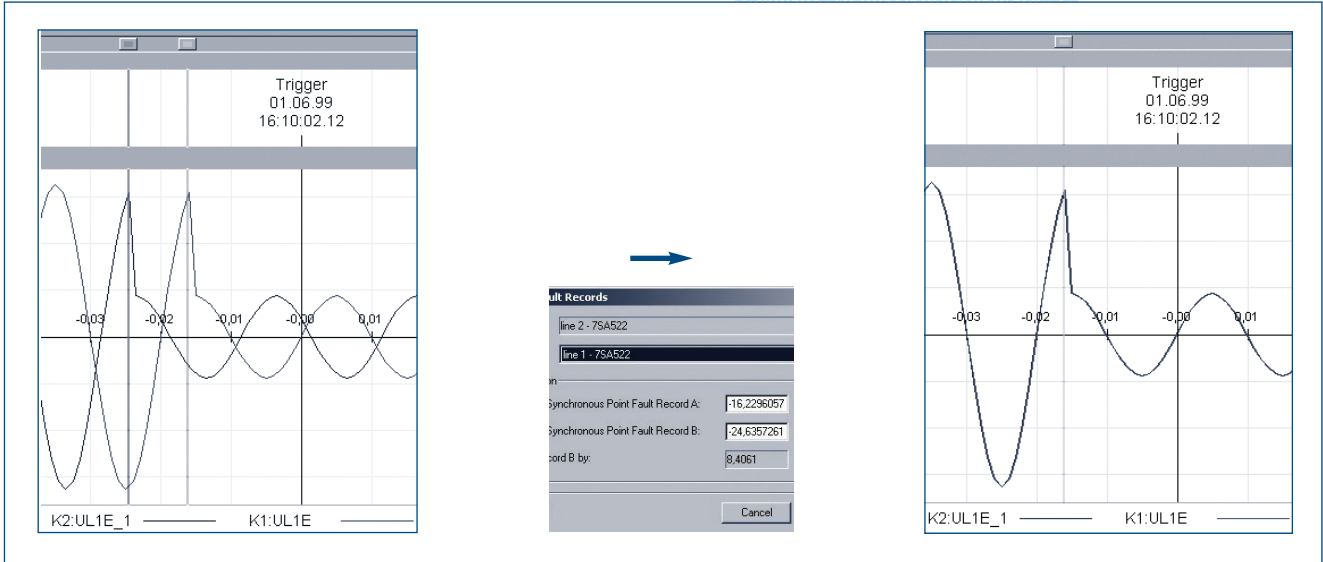 Trigger
01.06.99
16:10:02.12
-0,03 -0,02 -0,01 -0,00 0,01
K2:UL1E_1 K1:UL1E
ult Records
line 2 - 7SA522
line 1 - 7SA522
on
Synchronous Point Fault Record A: -16,2296057
Synchronous Point Fault Record B: -24,6357261
cord B by: 8,4061
Cancel
Trigger
01.06.99
16:10:02.12
-0,03 -0,02 -0,01 -0,00 0,01
K2:UL1E_1 K1:UL1E